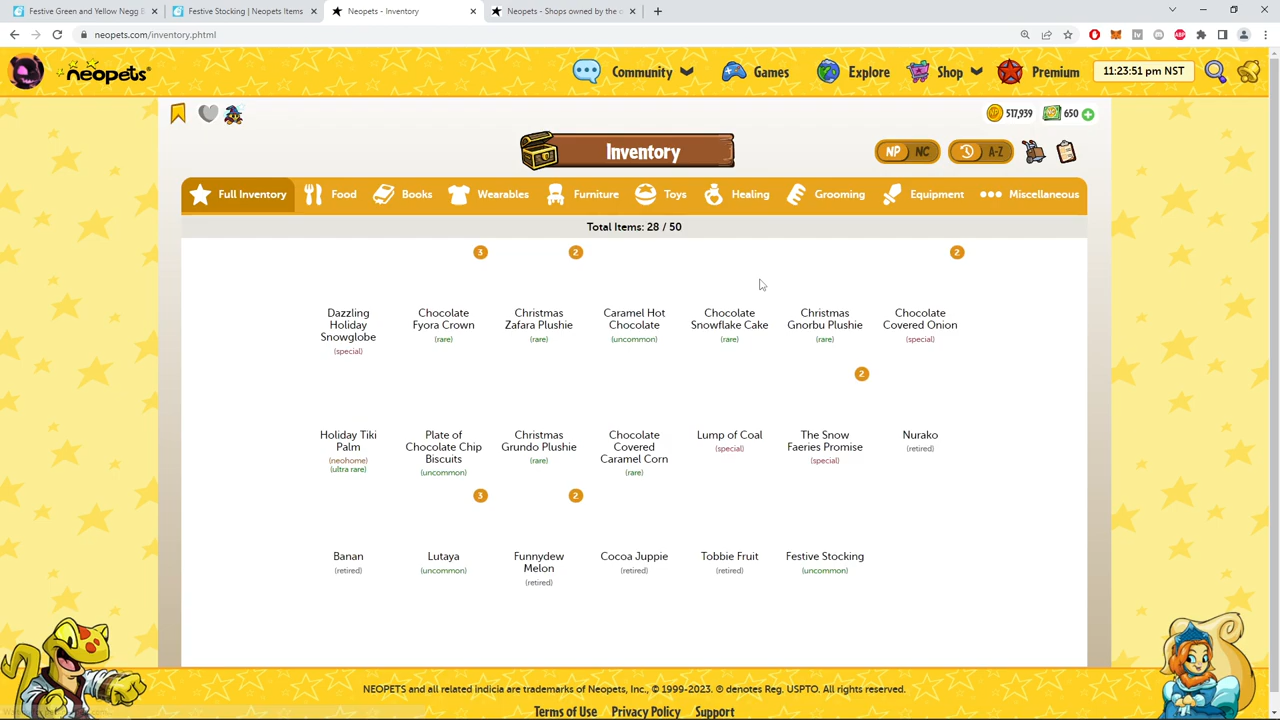 Festive Green and Yellow Negg B
Festive Stocking | Neopets Items
Neopets - Inventory
Neopets - Shops owned by the o
neopets.com/inventory.phtml
neopets
Community
Games
Explore
Shop
Premium
11:23:51 pm NST
517,939
650
Inventory
NP NC
A-Z
Full Inventory
Food
Books
Wearables
Furniture
Toys
Healing
Grooming
Equipment
Miscellaneous
Total Items: 28 / 50
Dazzling
Holiday
Snowglobe
(special)
3
Chocolate
Fyora Crown
(rare)
2
Christmas
Zafara Plushie
(rare)
Caramel Hot
Chocolate
(uncommon)
Chocolate
Snowflake Cake
(rare)
Christmas
Gnorbu Plushie
(rare)
2
Chocolate
Covered Onion
(special)
Holiday Tiki
Palm
(neohome)
(ultra rare)
Plate of
Chocolate Chip
Biscuits
(uncommon)
Christmas
Grundo Plushie
(rare)
Chocolate
Covered
Caramel Corn
(rare)
Lump of Coal
(special)
2
The Snow
Faeries Promise
(special)
Nurako
(retired)
Banan
(retired)
3
Lutaya
(uncommon)
2
Funnydew
Melon
(retired)
Cocoa Juppie
(retired)
Tobbie Fruit
(retired)
Festive Stocking
(uncommon)
NEOPETS and all related indicia are trademarks of Neopets, Inc., © 1999-2023. ® denotes Reg. USPTO. All rights reserved.
Terms of Use
Privacy Policy
Support